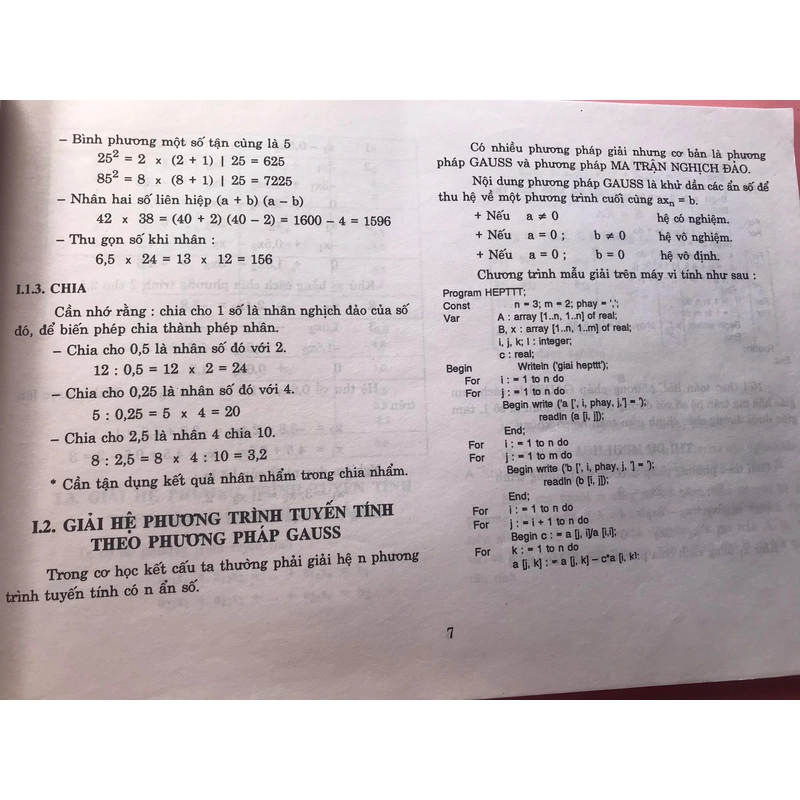 – Bình phương một số tận cùng là 5
25² = 2 x (2 + 1) | 25 = 625
85² = 8 x (8 + 1) | 25 = 7225
– Nhân hai số liên hiệp (a + b) (a – b)
42 x 38 = (40 + 2) (40 – 2) = 1600 – 4 = 1596
– Thu gọn số khi nhân :
6,5 x 24 = 13 x 12 = 156
I.1.3. CHIA
Cần nhớ rằng : chia cho 1 số là nhân nghịch đảo của số
đó, để biến phép chia thành phép nhân.
– Chia cho 0,5 là nhân số đó với 2.
12 : 0,5 = 12 x 2 = 24
– Chia cho 0,25 là nhân số đó với 4.
5 : 0,25 = 5 x 4 = 20
– Chia cho 2,5 là nhân 4 chia 10.
8 : 2,5 = 8 x 4 : 10 = 3,2
* Cần tận dụng kết quả nhân nhẩm trong chia nhẩm.
I.2. GIẢI HỆ PHƯƠNG TRÌNH TUYẾN TÍNH
THEO PHƯƠNG PHÁP GAUSS
Trong cơ học kết cấu ta thường phải giải hệ n phương
trình tuyến tính có n ẩn số.
Có nhiều phương pháp giải nhưng cơ bản là phương
pháp GAUSS và phương pháp MA TRẬN NGHỊCH ĐẢO.
Nội dung phương pháp GAUSS là khử dần các ẩn số để
thu hệ về một phương trình cuối cùng axₙ = b.
+ Nếu a ≠ 0 hệ có nghiệm.
+ Nếu a = 0 ; b ≠ 0 hệ vô nghiệm.
+ Nếu a = 0 ; b = 0 hệ vô định.
Chương trình mẫu giải trên máy vi tính như sau :
Program HEPTTT;
Const n = 3; m = 2; phay = ',';
Var A : array [1..n, 1..n] of real;
B, x : array [1..n, 1..m] of real;
i, j, k; l : integer;
c : real;
Begin Writeln ('giai hepttt');
For i : = 1 to n do
For j : = 1 to n do
Begin write ('a [', i, phay, j,'] = ');
readln (a [i, j]);
End;
For i : = 1 to n do
For j : = 1 to m do
Begin write ('b [', i, phay, j, '] = ');
readln (b [i, j]);
End;
For i : = 1 to n do
For j : = i + 1 to n do
Begin c : = a [j, i]/a [i,i];
For k : = 1 to n do
a [j, k] : = a [j, k] – c*a [i, k];
7